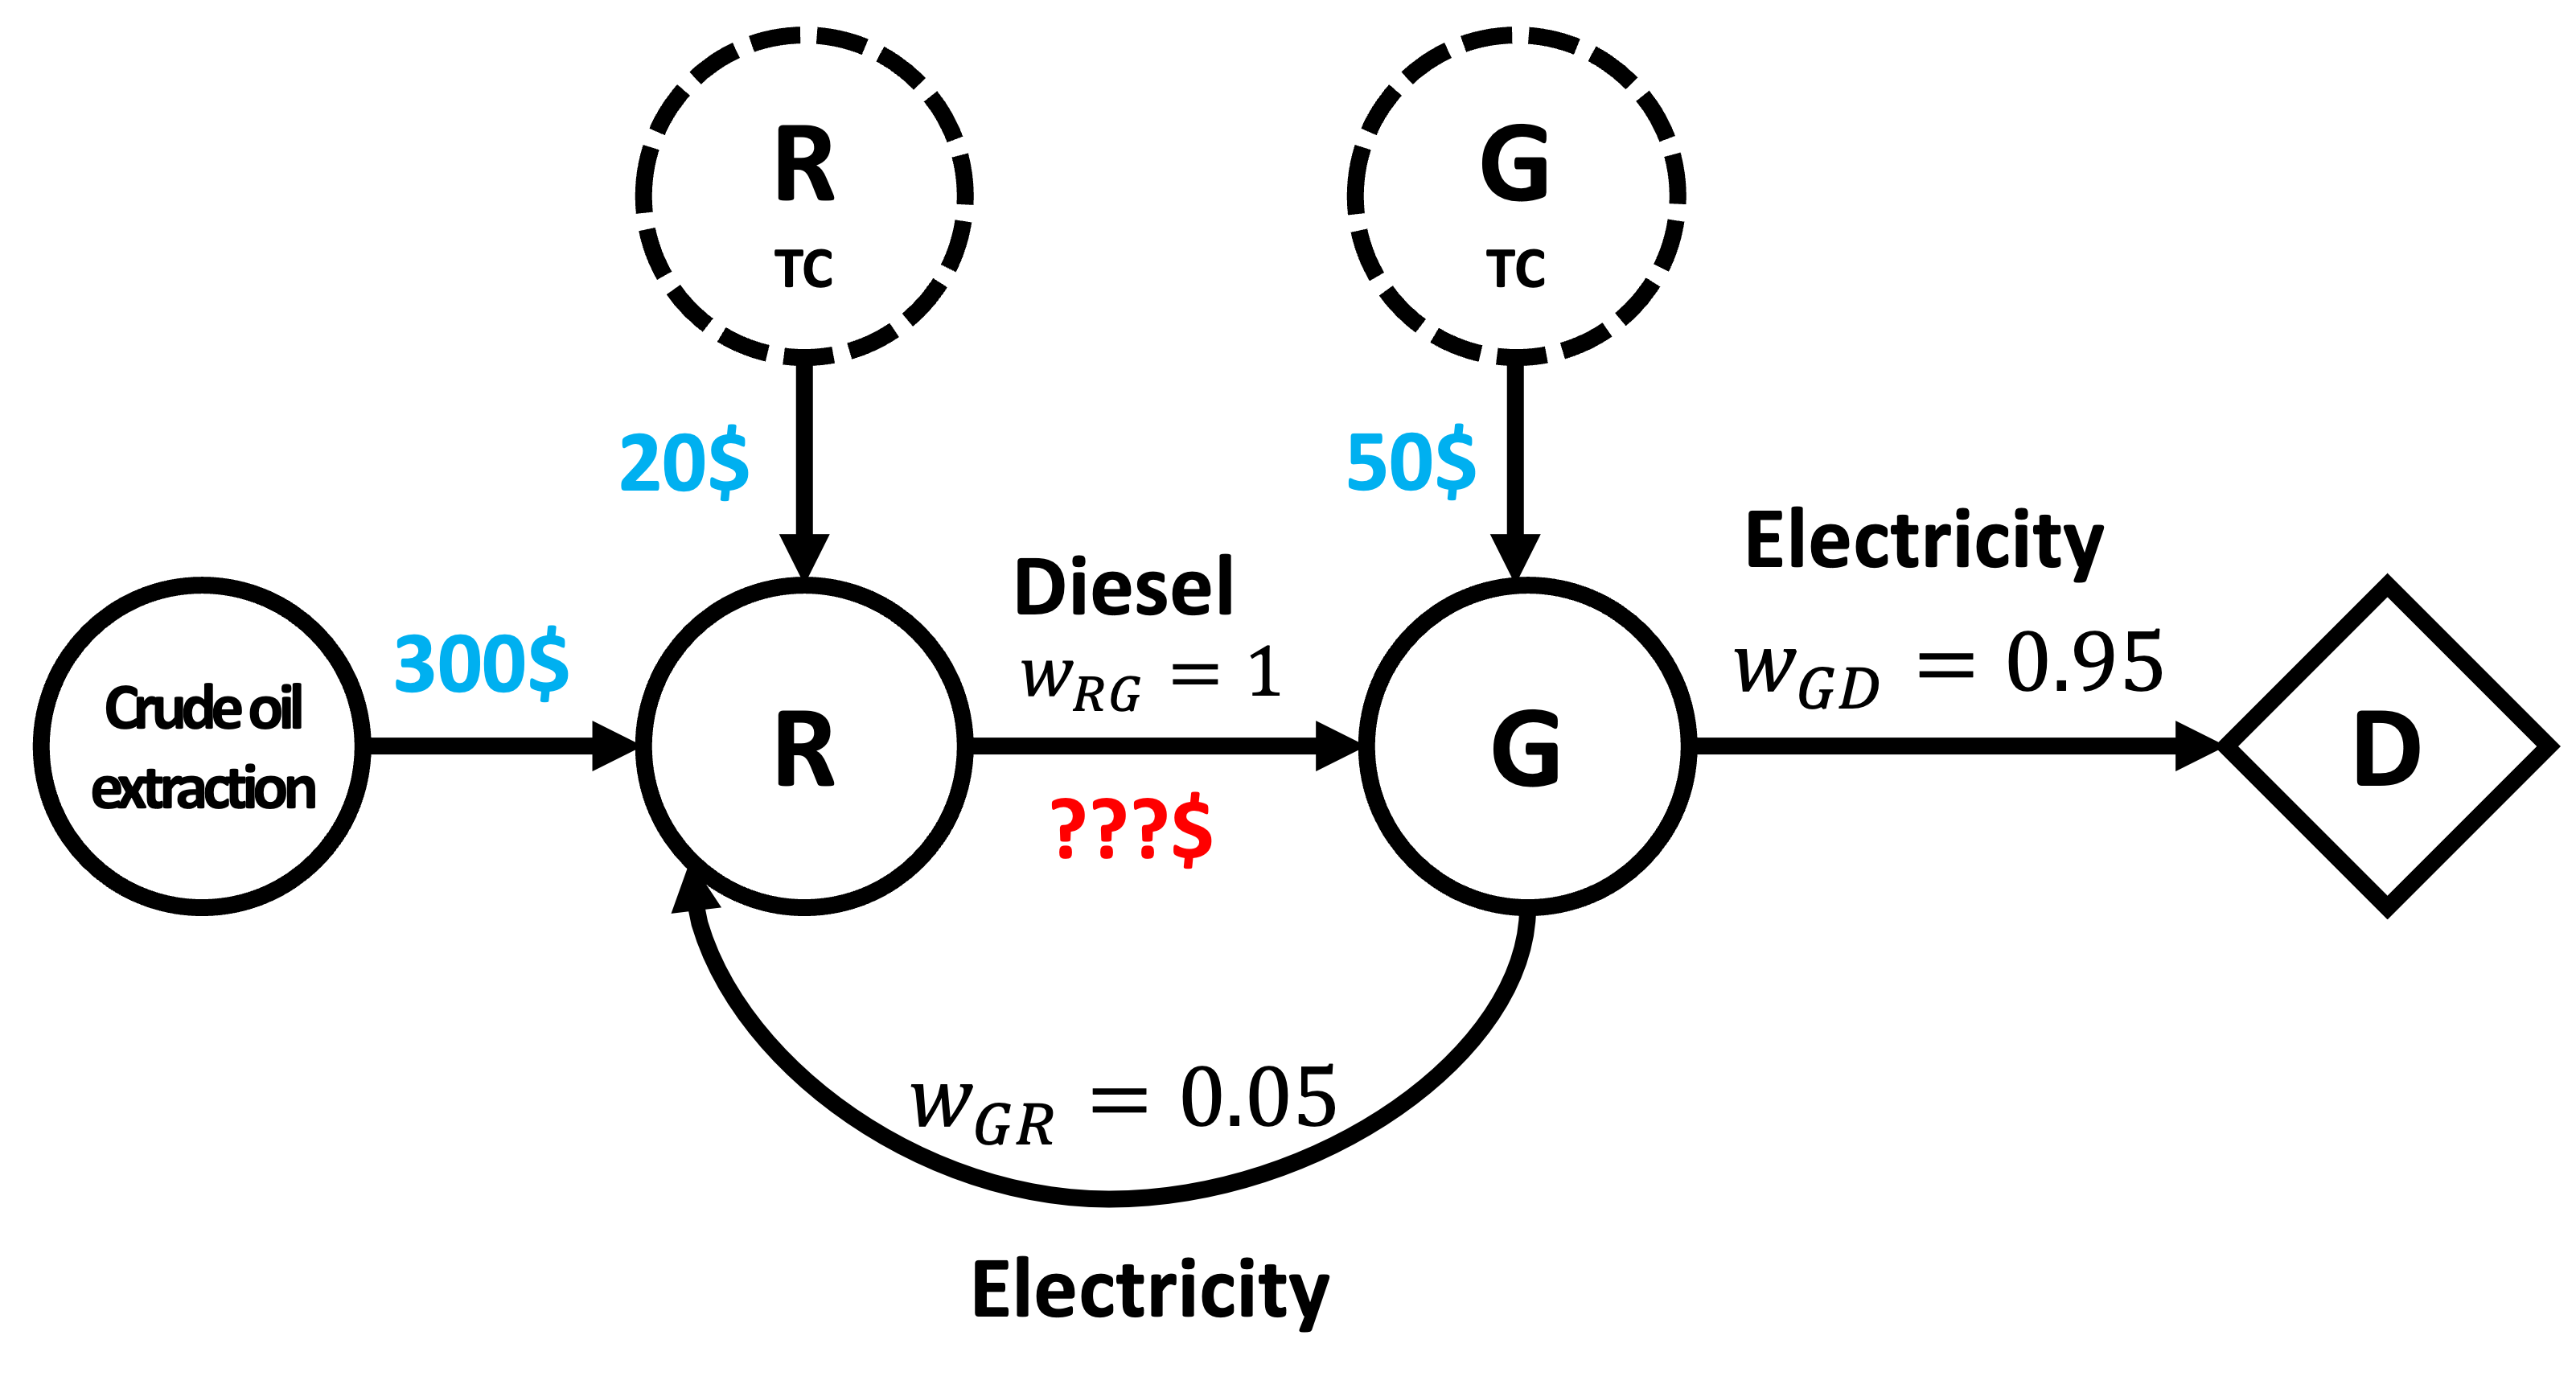 R
TC
G
TC
20$
50$
Electricity
Diesel
300$
w_{RG} = 1
w_{GD} = 0.95
Crude oil
extraction
R
G
D
???$
w_{GR} = 0.05
Electricity